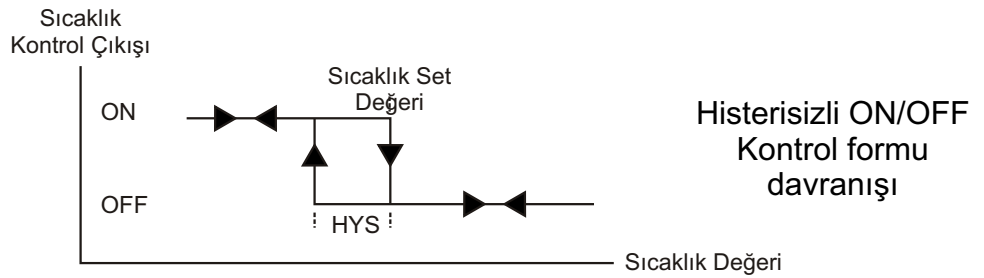 Sıcaklık
Kontrol Çıkışı
Sıcaklık Set
Değeri
ON
OFF
HYS
Sıcaklık Değeri
Histerisizli ON/OFF
Kontrol formu
davranışı